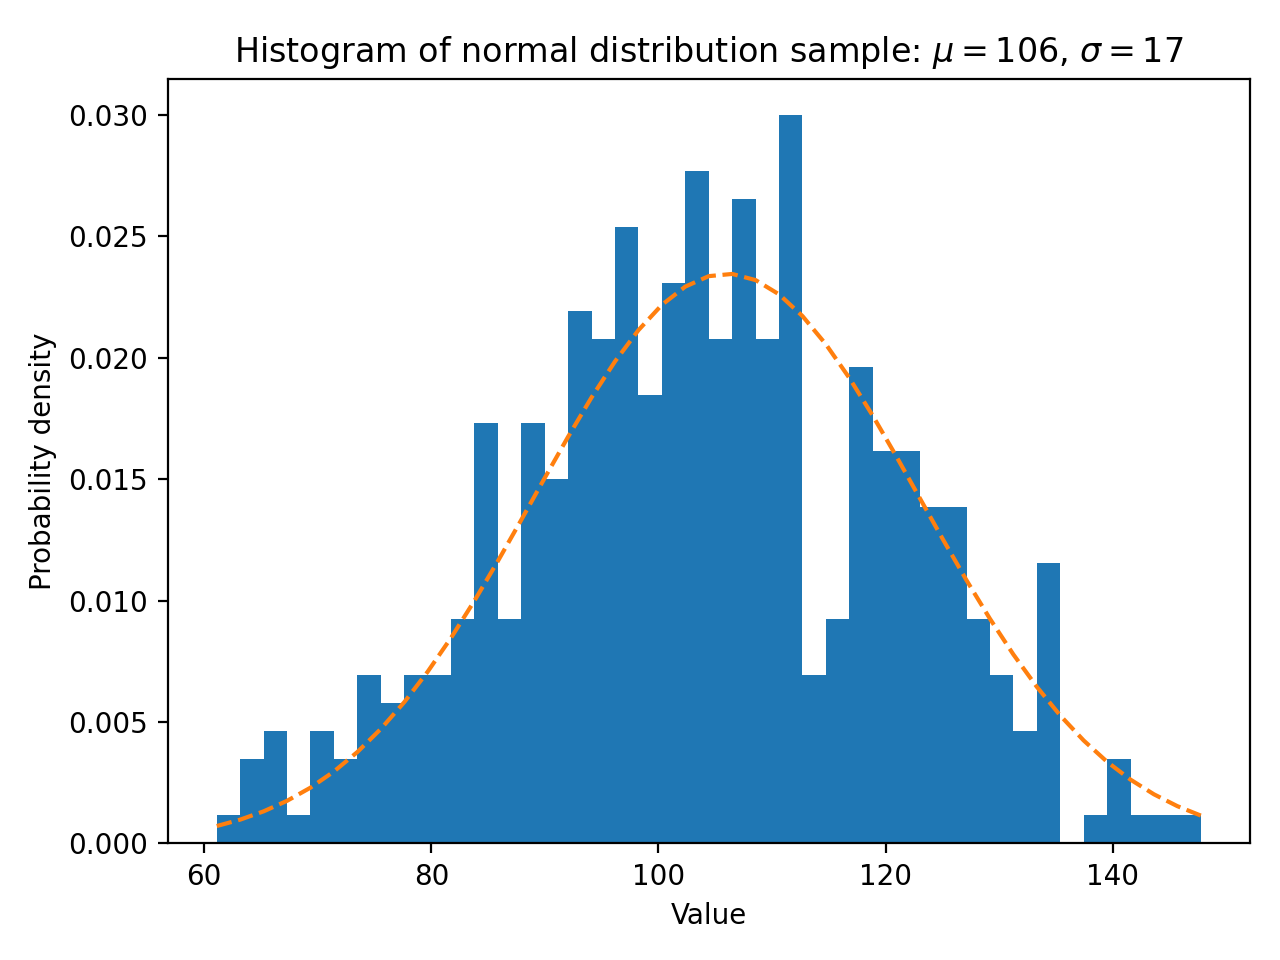 Histogram of normal distribution sample: μ = 106, σ = 17
0.030
0.025
0.020
0.015
0.010
0.005
0.000
Probability density
60 80 100 120 140
Value